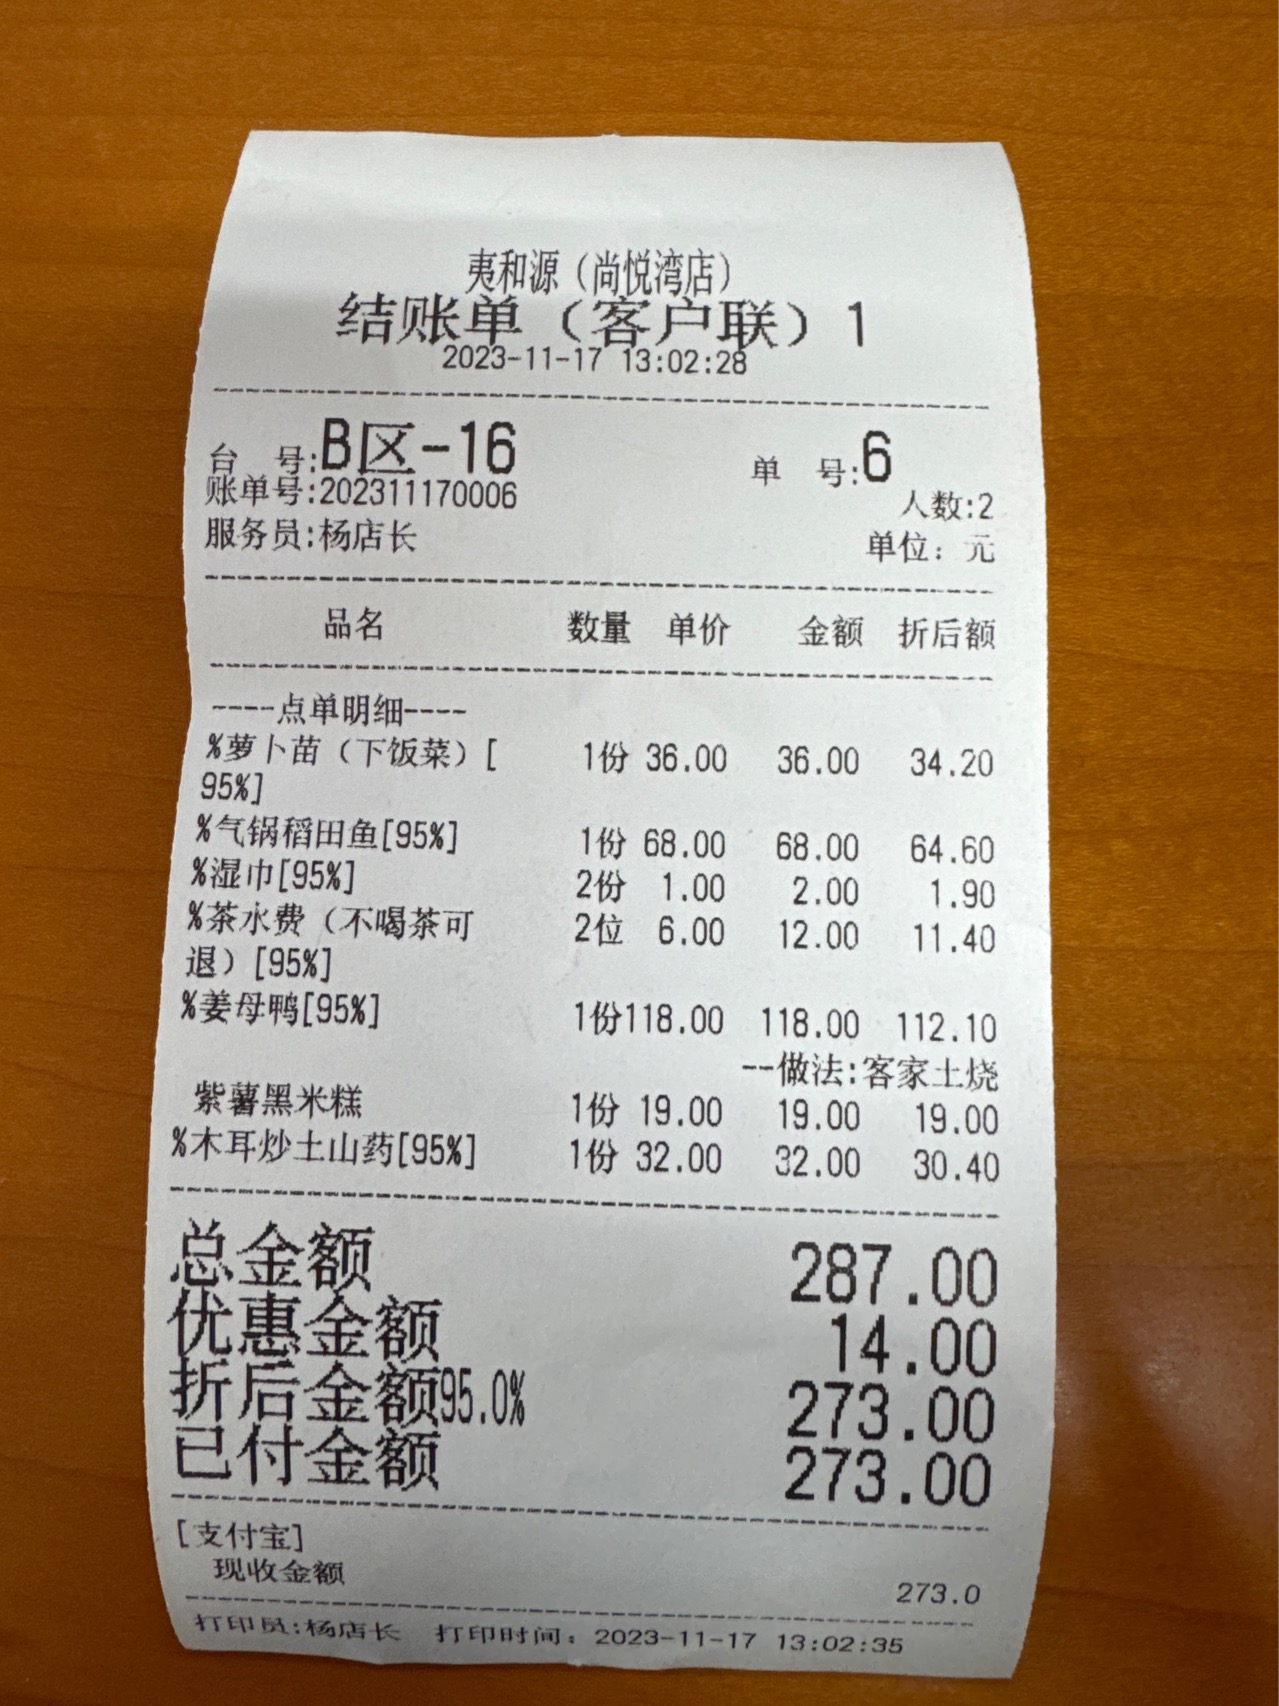 夷和源（尚悦湾店）
结账单（客户联）1
2023-11-17 13:02:28
台 号:B区-16 单 号:6
账单号:202311170006 人数:2
服务员:杨店长 单位：元
品名 数量 单价 金额 折后额
----点单明细----
%萝卜苗（下饭菜）[ 1份 36.00 36.00 34.20
95%]
%气锅稻田鱼[95%] 1份 68.00 68.00 64.60
%湿巾[95%] 2份 1.00 2.00 1.90
%茶水费（不喝茶可 2位 6.00 12.00 11.40
退）[95%]
%姜母鸭[95%] 1份118.00 118.00 112.10
--做法:客家土烧
紫薯黑米糕 1份 19.00 19.00 19.00
%木耳炒土山药[95%] 1份 32.00 32.00 30.40
总金额 287.00
优惠金额 14.00
折后金额95.0% 273.00
已付金额 273.00
[支付宝]
现收金额 273.0
打印员:杨店长 打印时间：2023-11-17 13:02:35